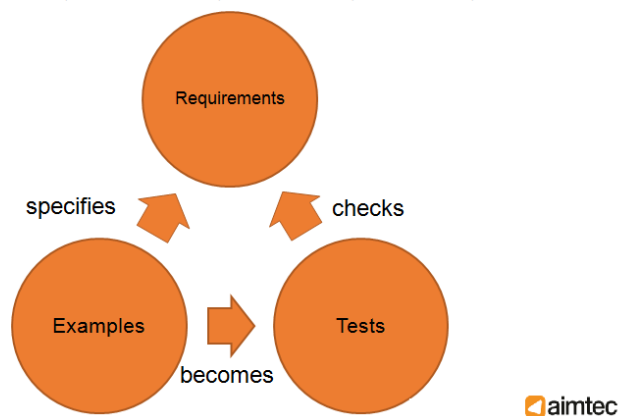 Requirements
specifies
checks
Examples
Tests
becomes
aimtec